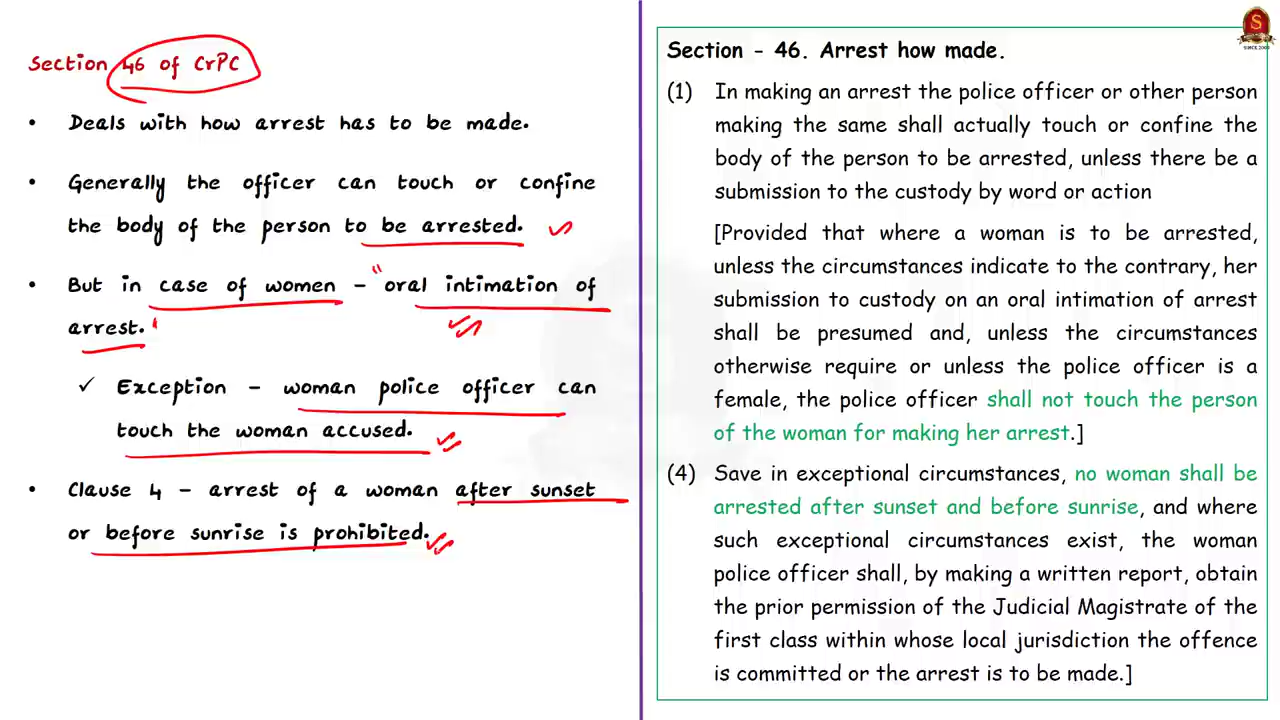 Section 46 of CrPC
• Deals with how arrest has to be made.
• Generally the officer can touch or confine
the body of the person to be arrested.
• But in case of women – "oral intimation of
arrest."
✓ Exception – woman police officer can
touch the woman accused.
• Clause 4 – arrest of a woman after sunset
or before sunrise is prohibited.
S
SINCE 2000
Section - 46. Arrest how made.
(1) In making an arrest the police officer or other person
making the same shall actually touch or confine the
body of the person to be arrested, unless there be a
submission to the custody by word or action
[Provided that where a woman is to be arrested,
unless the circumstances indicate to the contrary, her
submission to custody on an oral intimation of arrest
shall be presumed and, unless the circumstances
otherwise require or unless the police officer is a
female, the police officer shall not touch the person
of the woman for making her arrest.]
(4) Save in exceptional circumstances, no woman shall be
arrested after sunset and before sunrise, and where
such exceptional circumstances exist, the woman
police officer shall, by making a written report, obtain
the prior permission of the Judicial Magistrate of the
first class within whose local jurisdiction the offence
is committed or the arrest is to be made.]